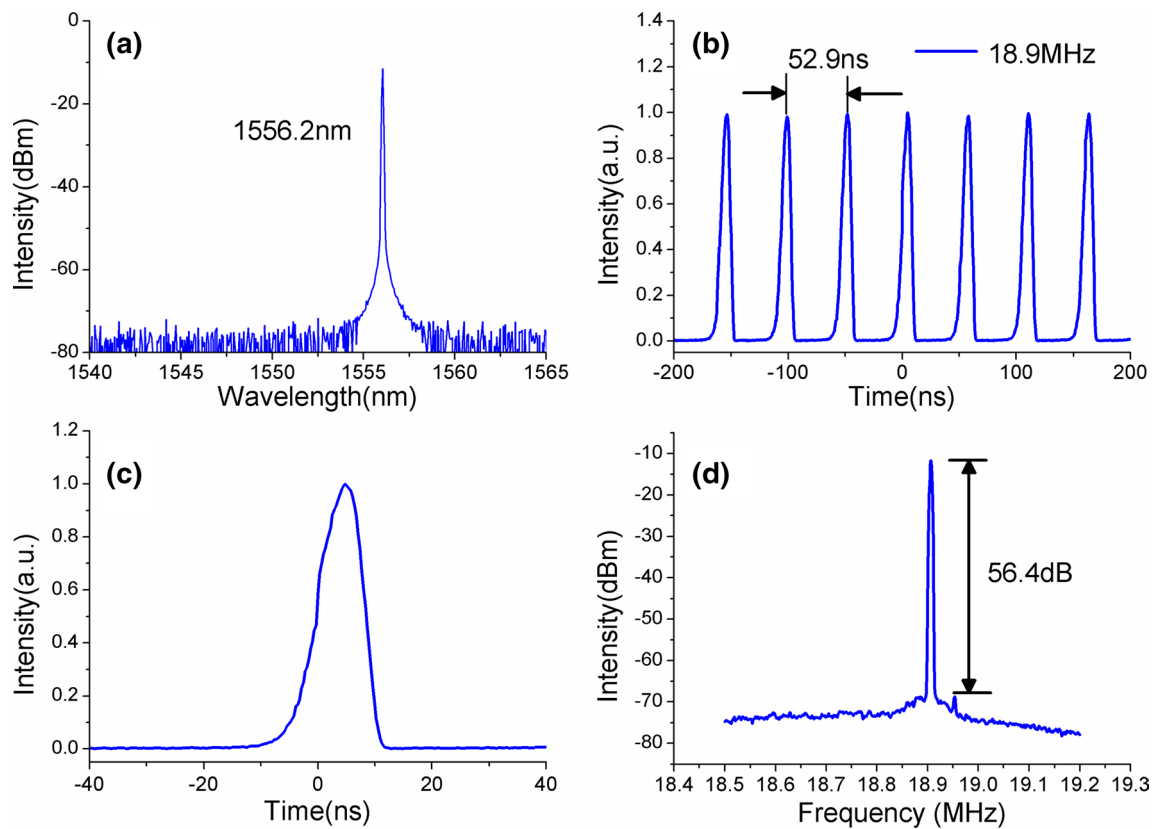 (a)
0
-20
-40
-60
-80
Intensity(dBm)
1556.2nm
1540 1545 1550 1555 1560 1565
Wavelength(nm)
(b)
1.4
1.2
1.0
0.8
0.6
0.4
0.2
0.0
Intensity(a.u.)
52.9ns
18.9MHz
-200 -100 0 100 200
Time(ns)
(c)
1.2
1.0
0.8
0.6
0.4
0.2
0.0
Intensity(a.u.)
-40 -20 0 20 40
Time(ns)
(d)
-10
-20
-30
-40
-50
-60
-70
-80
Intensity(dBm)
56.4dB
18.4 18.5 18.6 18.7 18.8 18.9 19.0 19.1 19.2 19.3
Frequency (MHz)